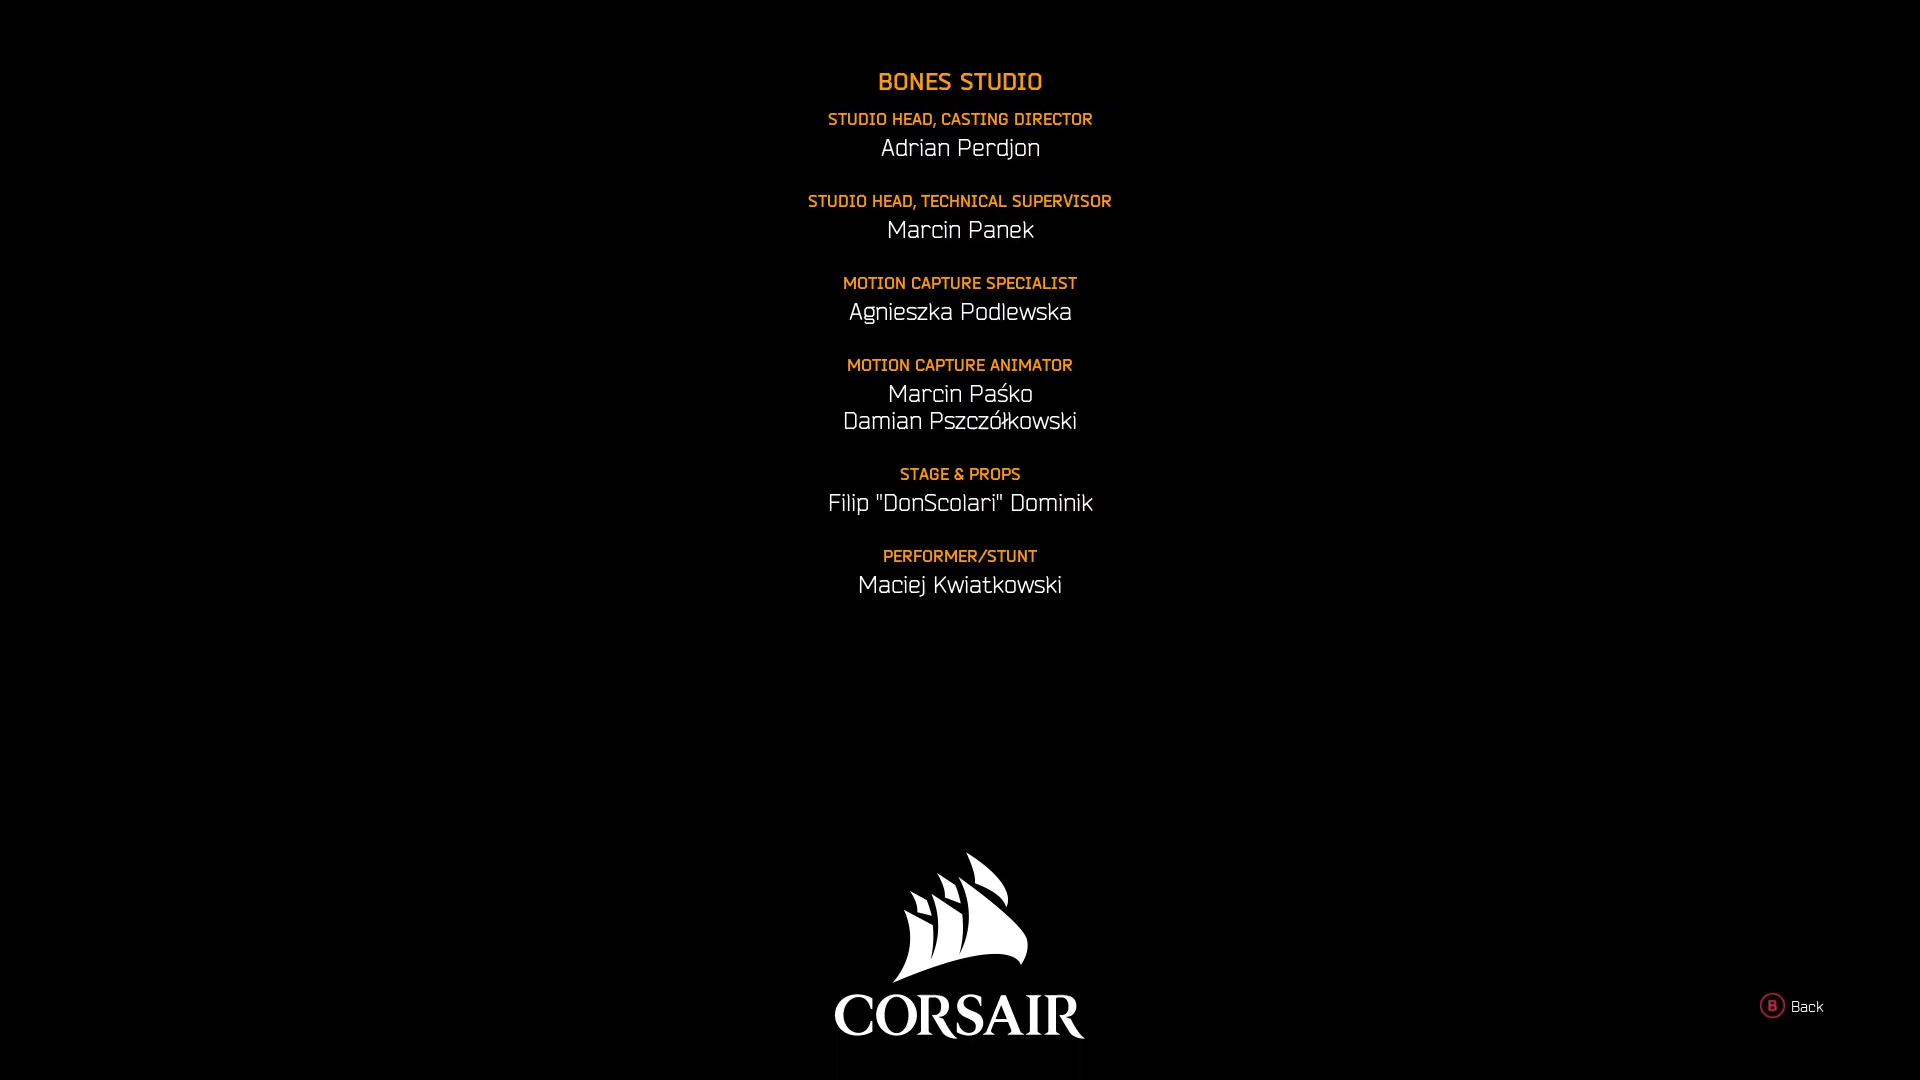 BONES STUDIO
STUDIO HEAD, CASTING DIRECTOR
Adrian Perdjon
STUDIO HEAD, TECHNICAL SUPERVISOR
Marcin Panek
MOTION CAPTURE SPECIALIST
Agnieszka Podlewska
MOTION CAPTURE ANIMATOR
Marcin Paśko
Damian Pszczółkowski
STAGE & PROPS
Filip "DonScolari" Dominik
PERFORMER/STUNT
Maciej Kwiatkowski
CORSAIR
B Back